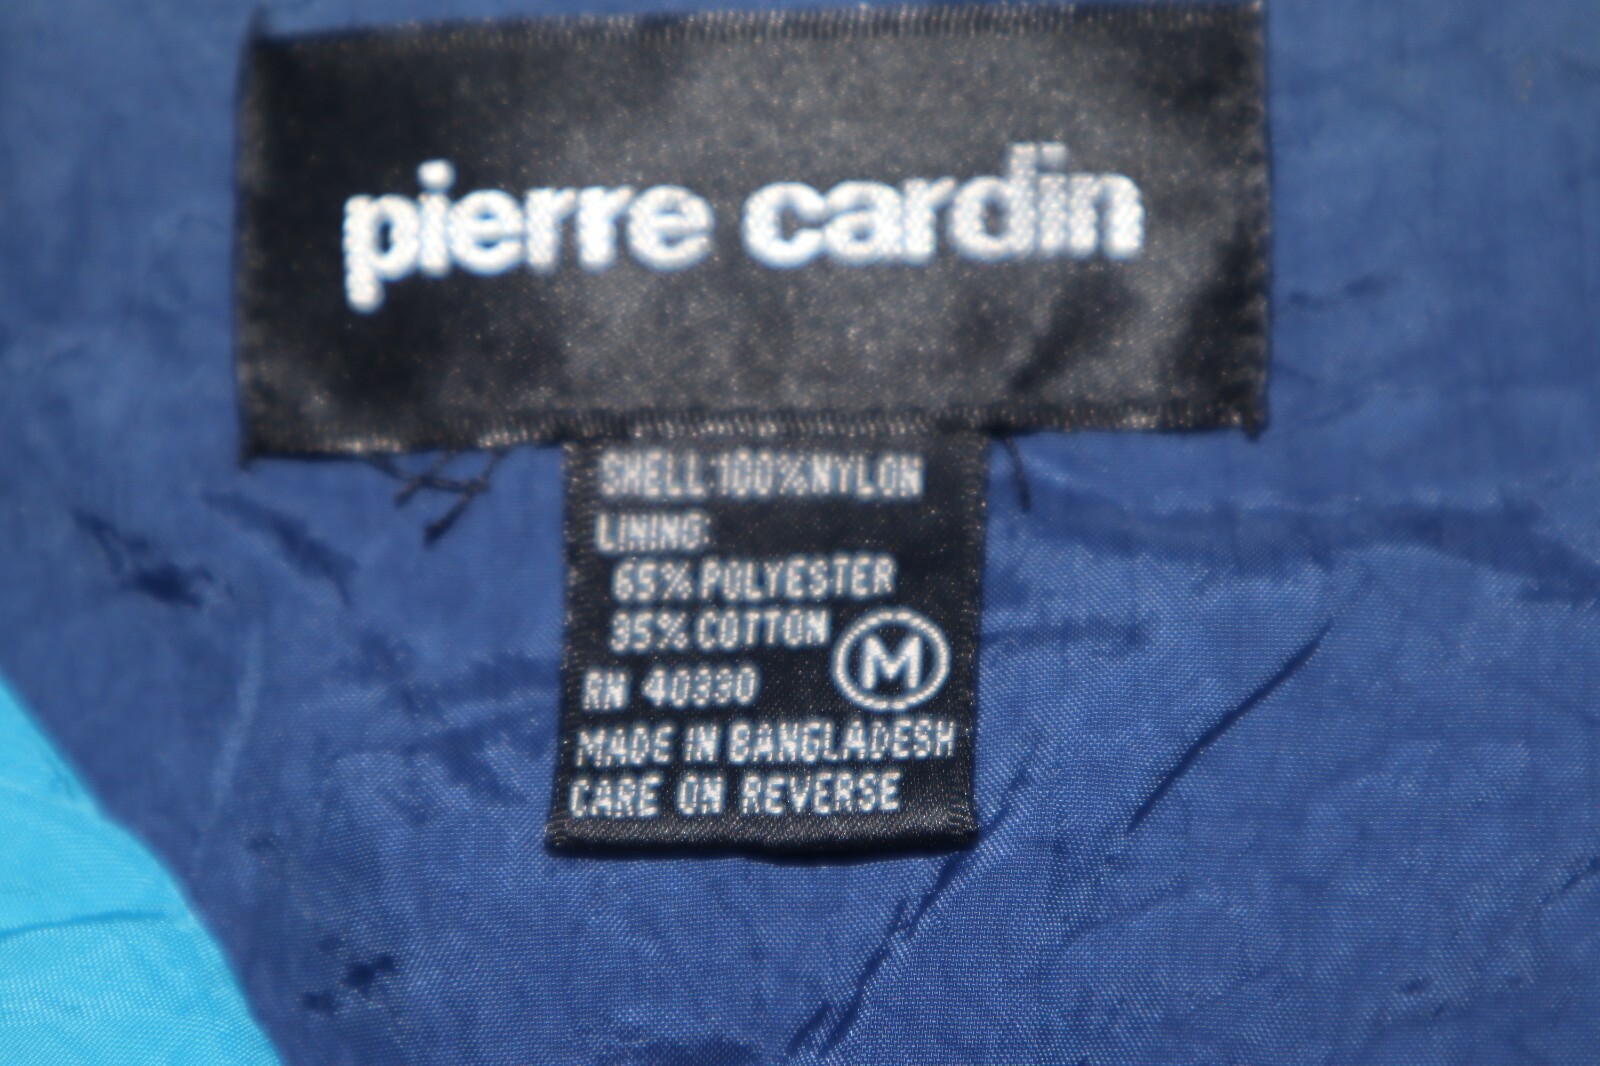 pierre cardin
SHELL:100%NYLON
LINING:
65%POLYESTER
35%COTTON
M
RN 40330
MADE IN BANGLADESH
CARE ON REVERSE